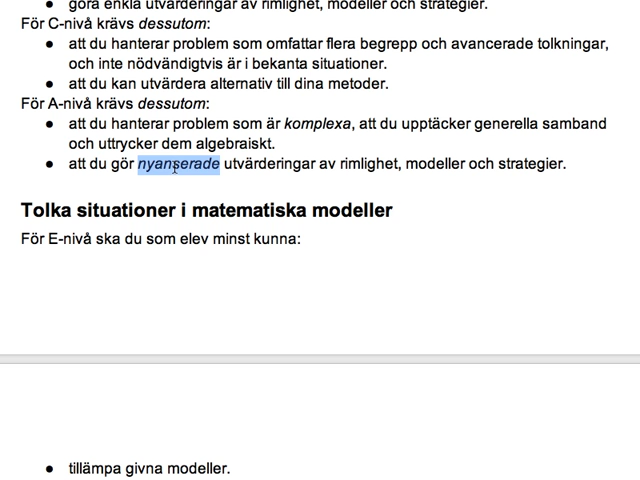 ● göra enkla utvärderingar av rimlighet, modeller och strategier.
För C-nivå krävs dessutom:
● att du hanterar problem som omfattar flera begrepp och avancerade tolkningar,
och inte nödvändigtvis är i bekanta situationer.
● att du kan utvärdera alternativ till dina metoder.
För A-nivå krävs dessutom:
● att du hanterar problem som är komplexa, att du upptäcker generella samband
och uttrycker dem algebraiskt.
● att du gör nyanserade utvärderingar av rimlighet, modeller och strategier.
Tolka situationer i matematiska modeller
För E-nivå ska du som elev minst kunna:
● tillämpa givna modeller.